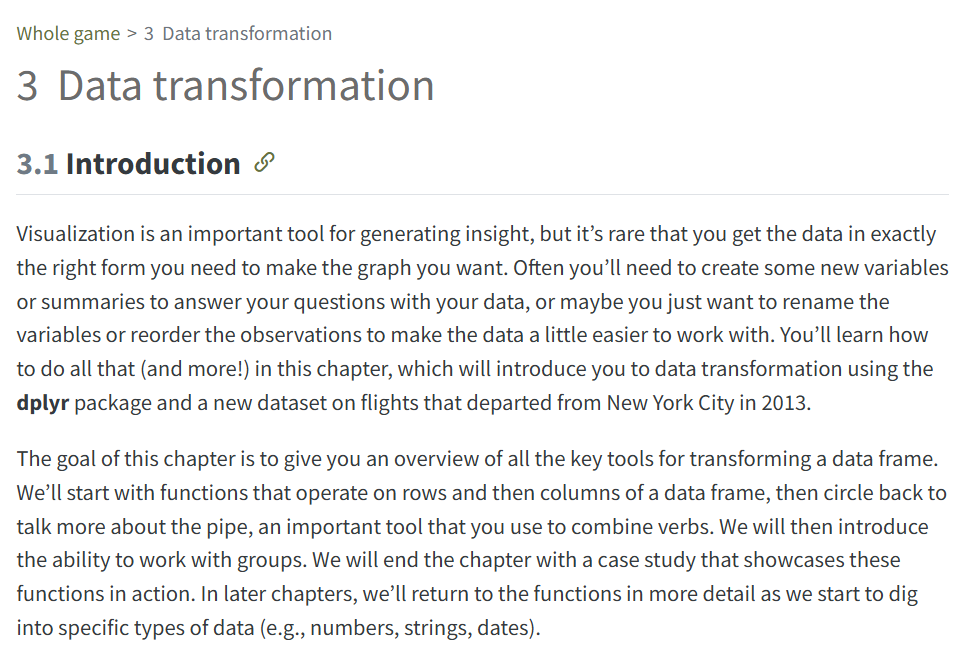 Whole game > 3 Data transformation
3 Data transformation
3.1 Introduction
Visualization is an important tool for generating insight, but it’s rare that you get the data in exactly
the right form you need to make the graph you want. Often you’ll need to create some new variables
or summaries to answer your questions with your data, or maybe you just want to rename the
variables or reorder the observations to make the data a little easier to work with. You’ll learn how
to do all that (and more!) in this chapter, which will introduce you to data transformation using the
dplyr package and a new dataset on flights that departed from New York City in 2013.
The goal of this chapter is to give you an overview of all the key tools for transforming a data frame.
We’ll start with functions that operate on rows and then columns of a data frame, then circle back to
talk more about the pipe, an important tool that you use to combine verbs. We will then introduce
the ability to work with groups. We will end the chapter with a case study that showcases these
functions in action. In later chapters, we’ll return to the functions in more detail as we start to dig
into specific types of data (e.g., numbers, strings, dates).